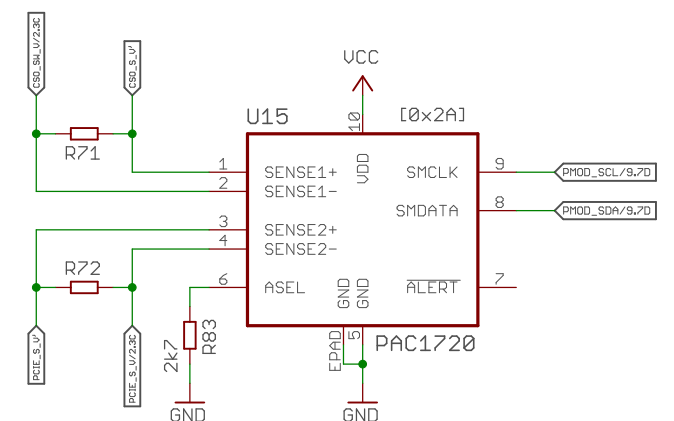 CSO_SW_V/2.3C
CSO_S_V'
VCC
U15
[0x2A]
10
R71
VDD
1
SENSE1+
SMCLK
9
PMOD_SCL/9.7D
2
SENSE1-
3
SENSE2+
SMDATA
8
PMOD_SDA/9.7D
4
SENSE2-
R72
6
ASEL
GND
GND
ALERT
7
PCIE_S_V'
PCIE_S_V/2.3C
2k7
R83
EPAD
5
PAC1720
GND
GND